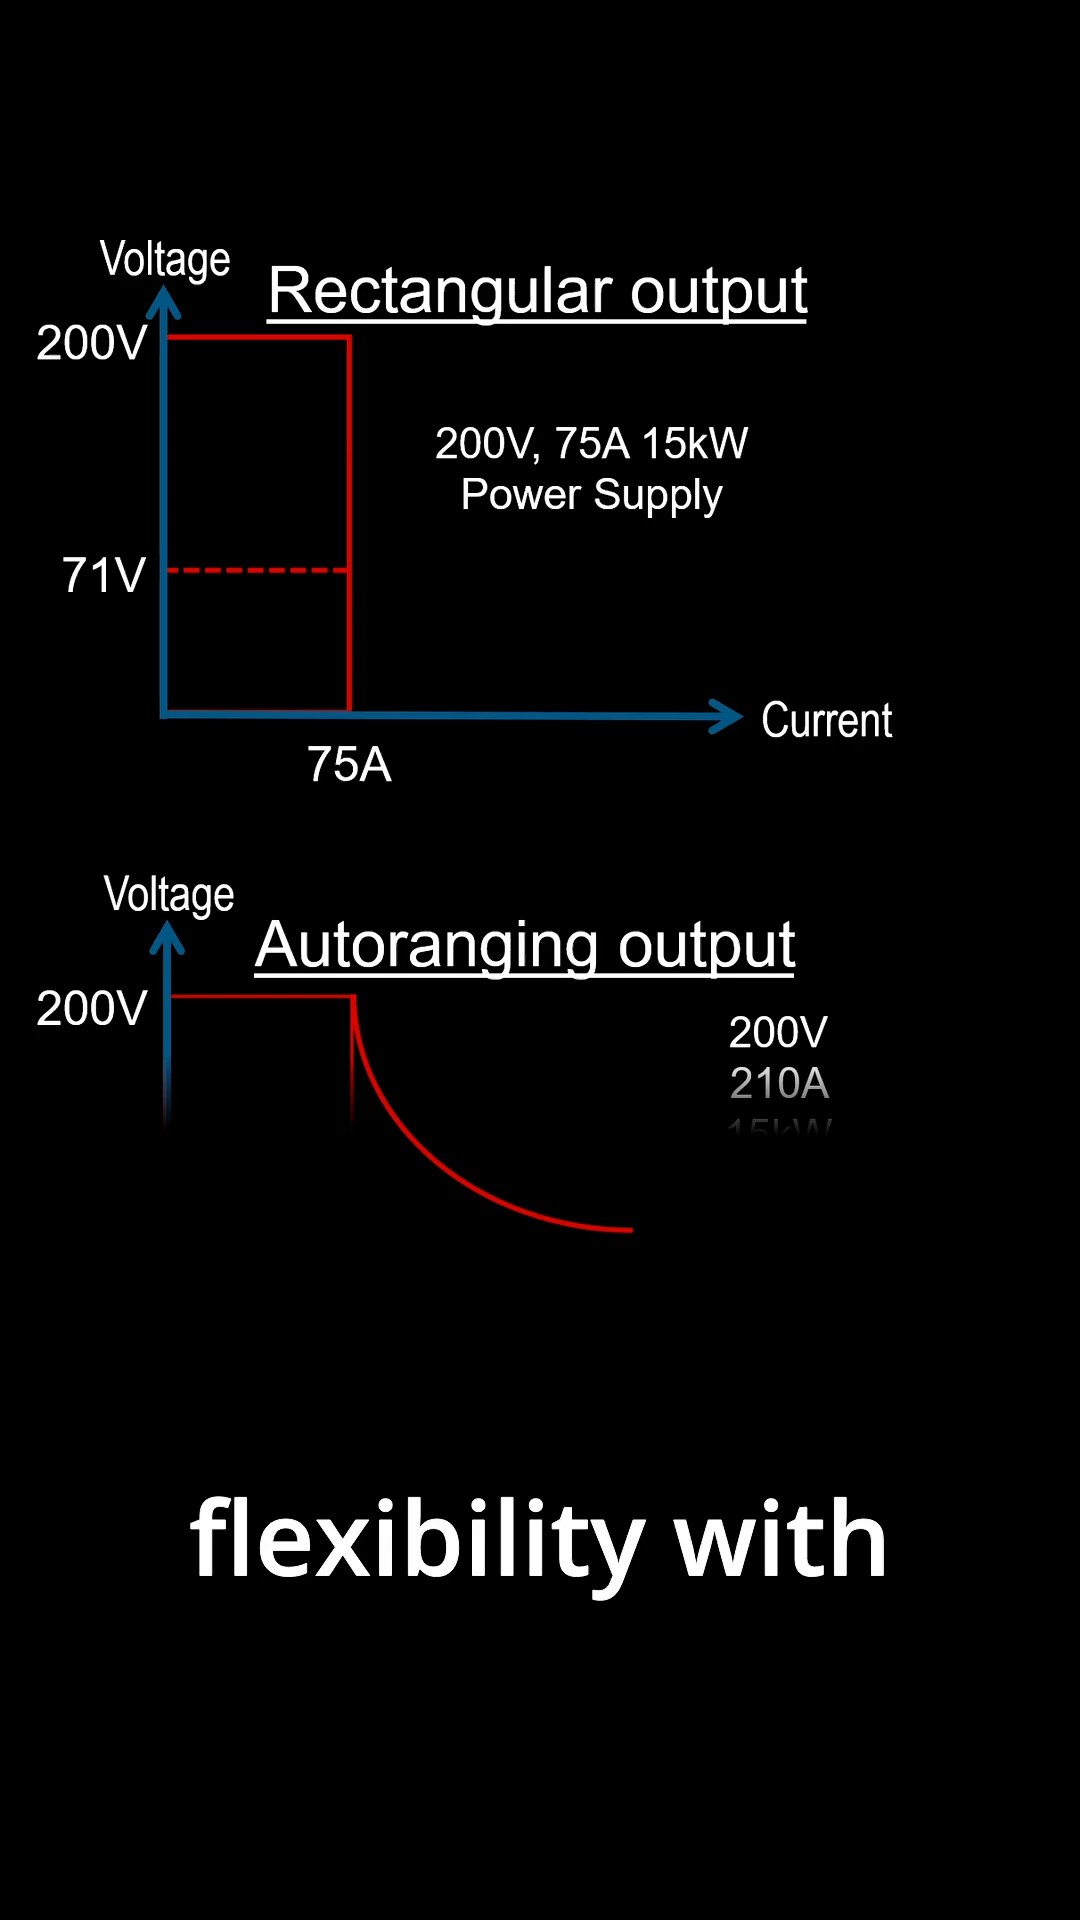 Voltage
Rectangular output
200V
200V, 75A 15kW
Power Supply
71V
Current
75A
Voltage
Autoranging output
200V
200V
210A
15kW
flexibility with